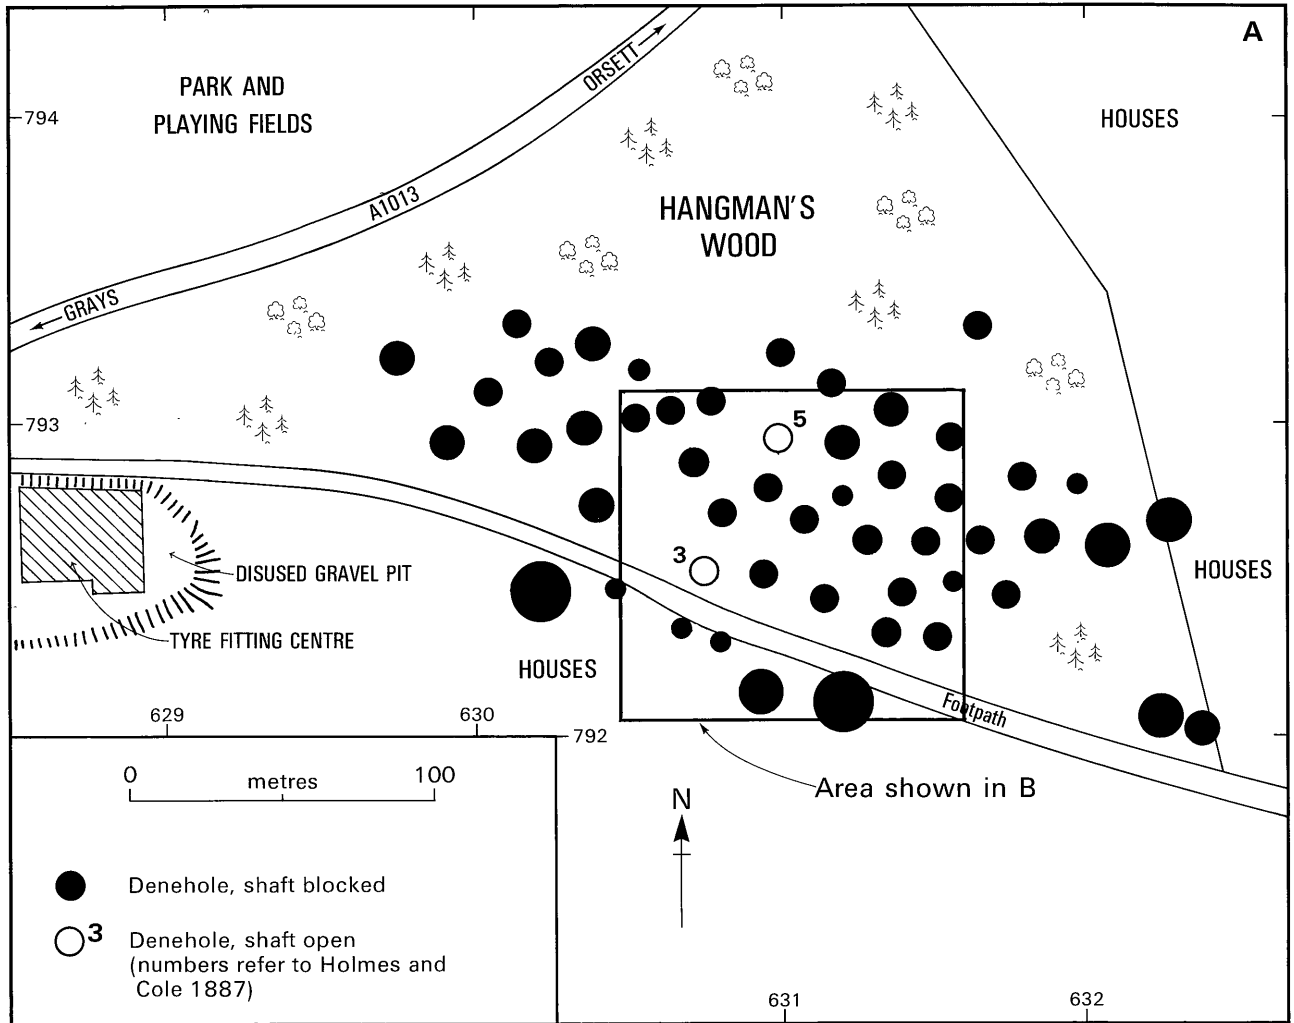 A
PARK AND
PLAYING FIELDS
ORSETT
HOUSES
794
A1013
HANGMAN'S
WOOD
GRAYS
793
5
3
DISUSED GRAVEL PIT
HOUSES
TYRE FITTING CENTRE
HOUSES
629
630
Footpath
792
0
metres
100
Area shown in B
N
Denehole, shaft blocked
3
Denehole, shaft open
(numbers refer to Holmes and
Cole 1887)
631
632